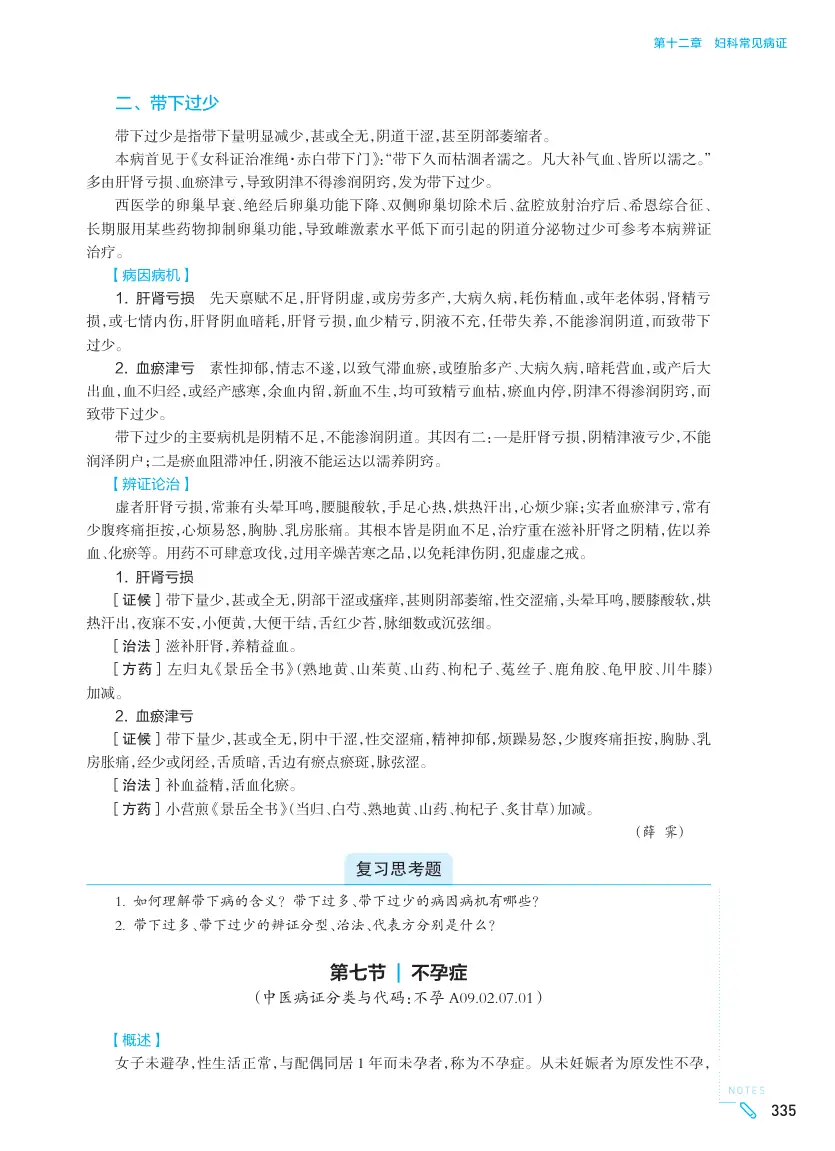 第十二章　妇科常见病证
二、带下过少
带下过少是指带下量明显减少，甚或全无，阴道干涩，甚至阴部萎缩者。
本病首见于《女科证治准绳·赤白带下门》：“带下久而枯涸者濡之。凡大补气血、皆所以濡之。”
多由肝肾亏损、血瘀津亏，导致阴津不得渗润阴窍，发为带下过少。
西医学的卵巢早衰、绝经后卵巢功能下降、双侧卵巢切除术后、盆腔放射治疗后、希恩综合征、
长期服用某些药物抑制卵巢功能，导致雌激素水平低下而引起的阴道分泌物过少可参考本病辨证
治疗。
【病因病机】
1. 肝肾亏损　先天禀赋不足，肝肾阴虚，或房劳多产，大病久病，耗伤精血，或年老体弱，肾精亏
损，或七情内伤，肝肾阴血暗耗，肝肾亏损，血少精亏，阴液不充，任带失养，不能渗润阴道，而致带下
过少。
2. 血瘀津亏　素性抑郁，情志不遂，以致气滞血瘀，或堕胎多产、大病久病，暗耗营血，或产后大
出血，血不归经，或经产感寒，余血内留，新血不生，均可致精亏血枯，瘀血内停，阴津不得渗润阴窍，而
致带下过少。
带下过少的主要病机是阴精不足，不能渗润阴道。其因有二：一是肝肾亏损，阴精津液亏少，不能
润泽阴户；二是瘀血阻滞冲任，阴液不能运达以濡养阴窍。
【辨证论治】
虚者肝肾亏损，常兼有头晕耳鸣，腰腿酸软，手足心热，烘热汗出，心烦少寐；实者血瘀津亏，常有
少腹疼痛拒按，心烦易怒，胸胁、乳房胀痛。其根本皆是阴血不足，治疗重在滋补肝肾之阴精，佐以养
血、化瘀等。用药不可肆意攻伐，过用辛燥苦寒之品，以免耗津伤阴，犯虚虚之戒。
1. 肝肾亏损
［证候］带下量少，甚或全无，阴部干涩或瘙痒，甚则阴部萎缩，性交涩痛，头晕耳鸣，腰膝酸软，烘
热汗出，夜寐不安，小便黄，大便干结，舌红少苔，脉细数或沉弦细。
［治法］滋补肝肾，养精益血。
［方药］左归丸《景岳全书》（熟地黄、山茱萸、山药、枸杞子、菟丝子、鹿角胶、龟甲胶、川牛膝）
加减。
2. 血瘀津亏
［证候］带下量少，甚或全无，阴中干涩，性交涩痛，精神抑郁，烦躁易怒，少腹疼痛拒按，胸胁、乳
房胀痛，经少或闭经，舌质暗，舌边有瘀点瘀斑，脉弦涩。
［治法］补血益精，活血化瘀。
［方药］小营煎《景岳全书》（当归、白芍、熟地黄、山药、枸杞子、炙甘草）加减。
（薛　霁）
复习思考题
1. 如何理解带下病的含义？带下过多、带下过少的病因病机有哪些？
2. 带下过多、带下过少的辨证分型、治法、代表方分别是什么？
第七节｜不孕症
（中医病证分类与代码：不孕 A09.02.07.01）
【概述】
女子未避孕，性生活正常，与配偶同居 1 年而未孕者，称为不孕症。从未妊娠者为原发性不孕，
NOTES
335